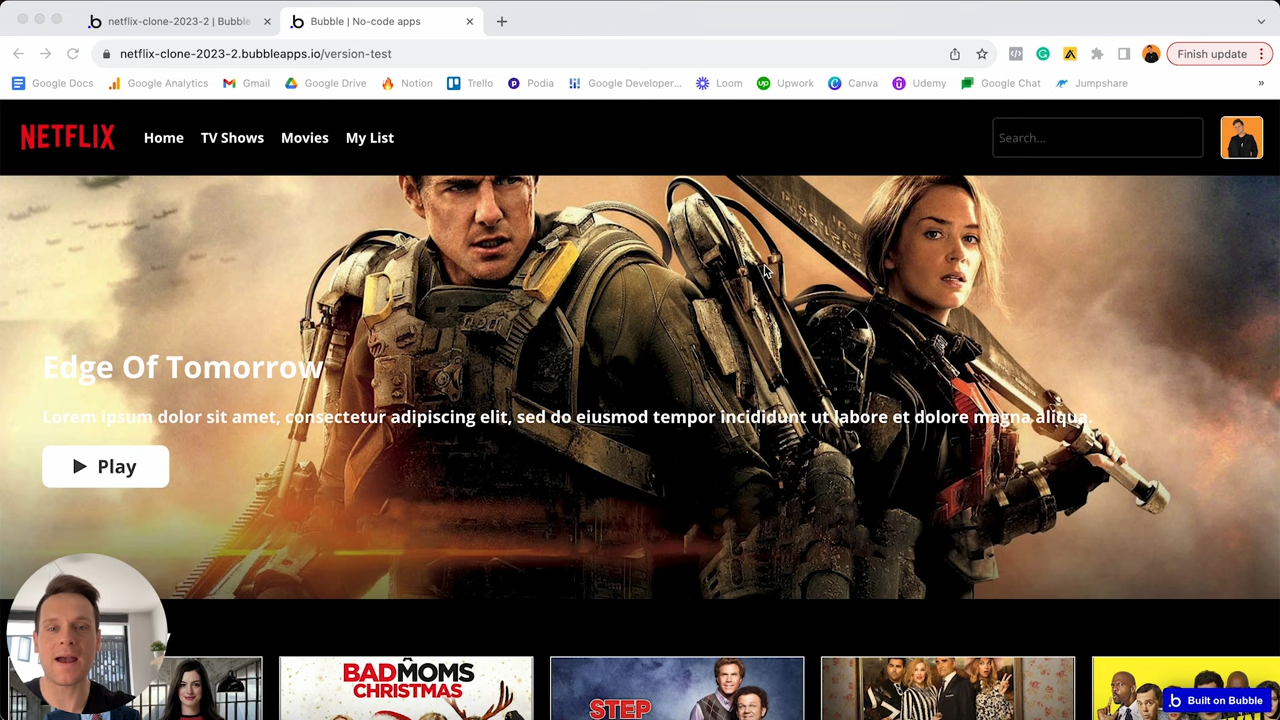 netflix-clone-2023-2 | Bubble
Bubble | No-code apps
netflix-clone-2023-2.bubbleapps.io/version-test
Finish update
Google Docs
Google Analytics
Gmail
Google Drive
Notion
Trello
Podia
Google Developer...
Loom
Upwork
Canva
Udemy
Google Chat
Jumpshare
»
NETFLIX
Home
TV Shows
Movies
My List
Search...
Edge Of Tomorrow
Lorem ipsum dolor sit amet, consectetur adipiscing elit, sed do eiusmod tempor incididunt ut labore et dolore magna aliqua.
Play
A
BAD MOMS
CHRISTMAS
STEP
Built on Bubble